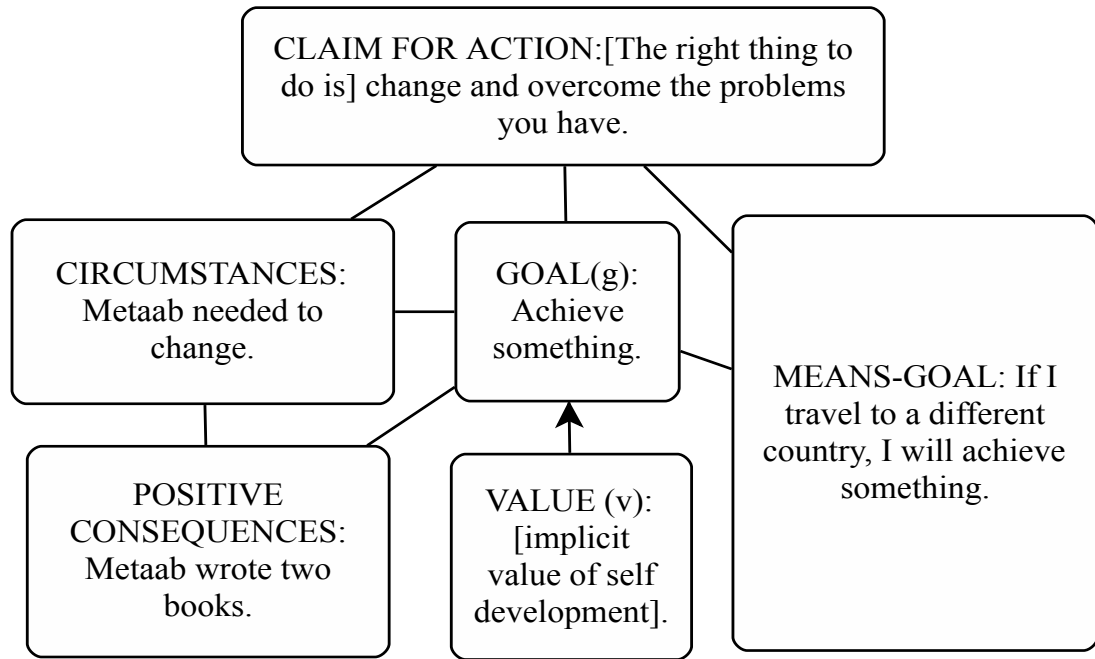 CLAIM FOR ACTION:[The right thing to
do is] change and overcome the problems
you have.
CIRCUMSTANCES:
Metaab needed to
change.
GOAL(g):
Achieve
something.
MEANS-GOAL: If I
travel to a different
country, I will achieve
something.
POSITIVE
CONSEQUENCES:
Metaab wrote two
books.
VALUE (v):
[implicit
value of self
development].